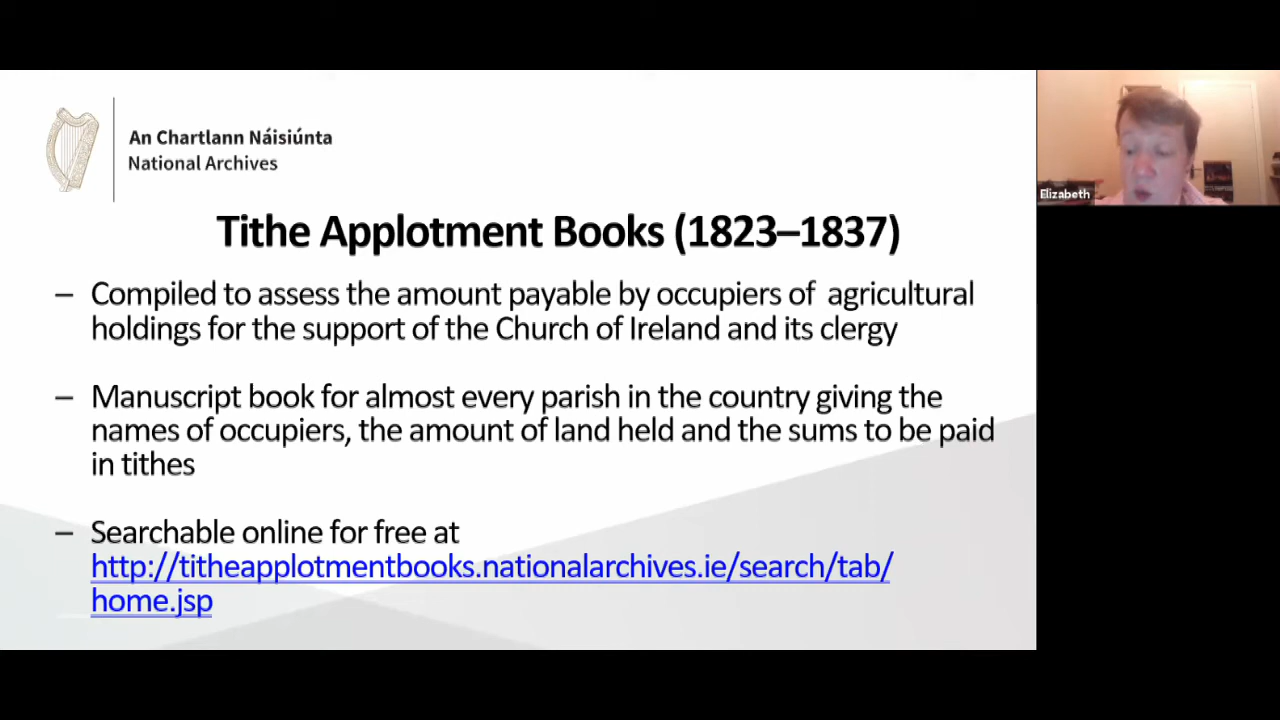 An Chartlann Náisiúnta
National Archives
Elizabeth
Tithe Applotment Books (1823–1837)
– Compiled to assess the amount payable by occupiers of agricultural
holdings for the support of the Church of Ireland and its clergy
– Manuscript book for almost every parish in the country giving the
names of occupiers, the amount of land held and the sums to be paid
in tithes
– Searchable online for free at
http://titheapplotmentbooks.nationalarchives.ie/search/tab/
home.jsp